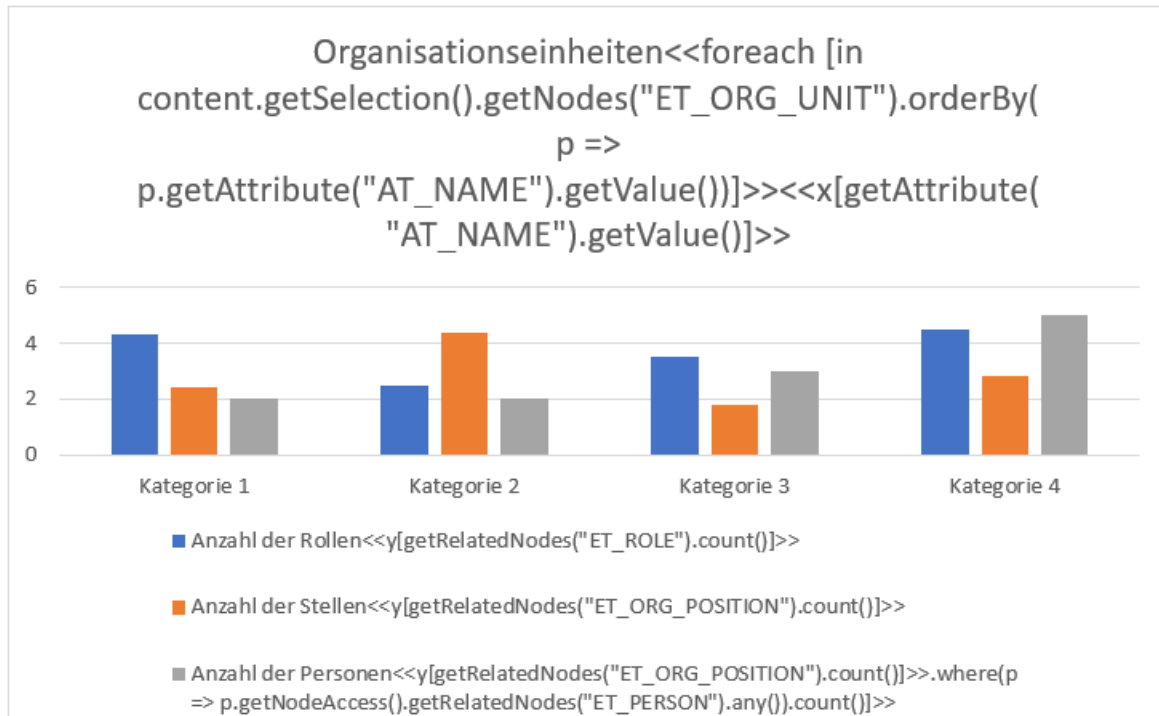 Organisationseinheiten<<foreach [in
content.getSelection().getNodes("ET_ORG_UNIT").orderBy(
p =>
p.getAttribute("AT_NAME").getValue())]>><<x[getAttribute(
"AT_NAME").getValue()]>>
6
4
2
0
Kategorie 1 Kategorie 2 Kategorie 3 Kategorie 4
Anzahl der Rollen<<y[getRelatedNodes("ET_ROLE").count()]>>
Anzahl der Stellen<<y[getRelatedNodes("ET_ORG_POSITION").count()]>>
Anzahl der Personen<<y[getRelatedNodes("ET_ORG_POSITION").count()]>>.where(p
=> p.getNodeAccess().getRelatedNodes("ET_PERSON").any()).count()]>>